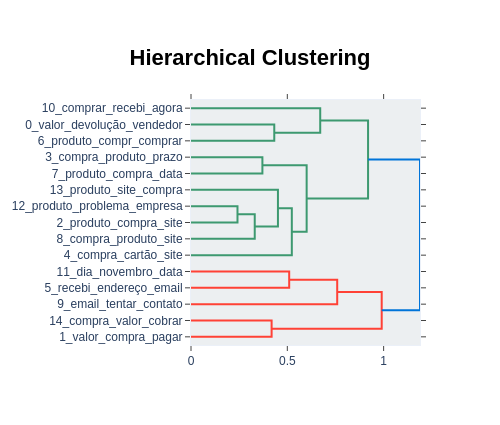 Hierarchical Clustering
10_comprar_recebi_agora
0_valor_devolução_vendedor
6_produto_compr_comprar
3_compra_produto_prazo
7_produto_compra_data
13_produto_site_compra
12_produto_problema_empresa
2_produto_compra_site
8_compra_produto_site
4_compra_cartão_site
11_dia_novembro_data
5_recebi_endereço_email
9_email_tentar_contato
14_compra_valor_cobrar
1_valor_compra_pagar
0 0.5 1